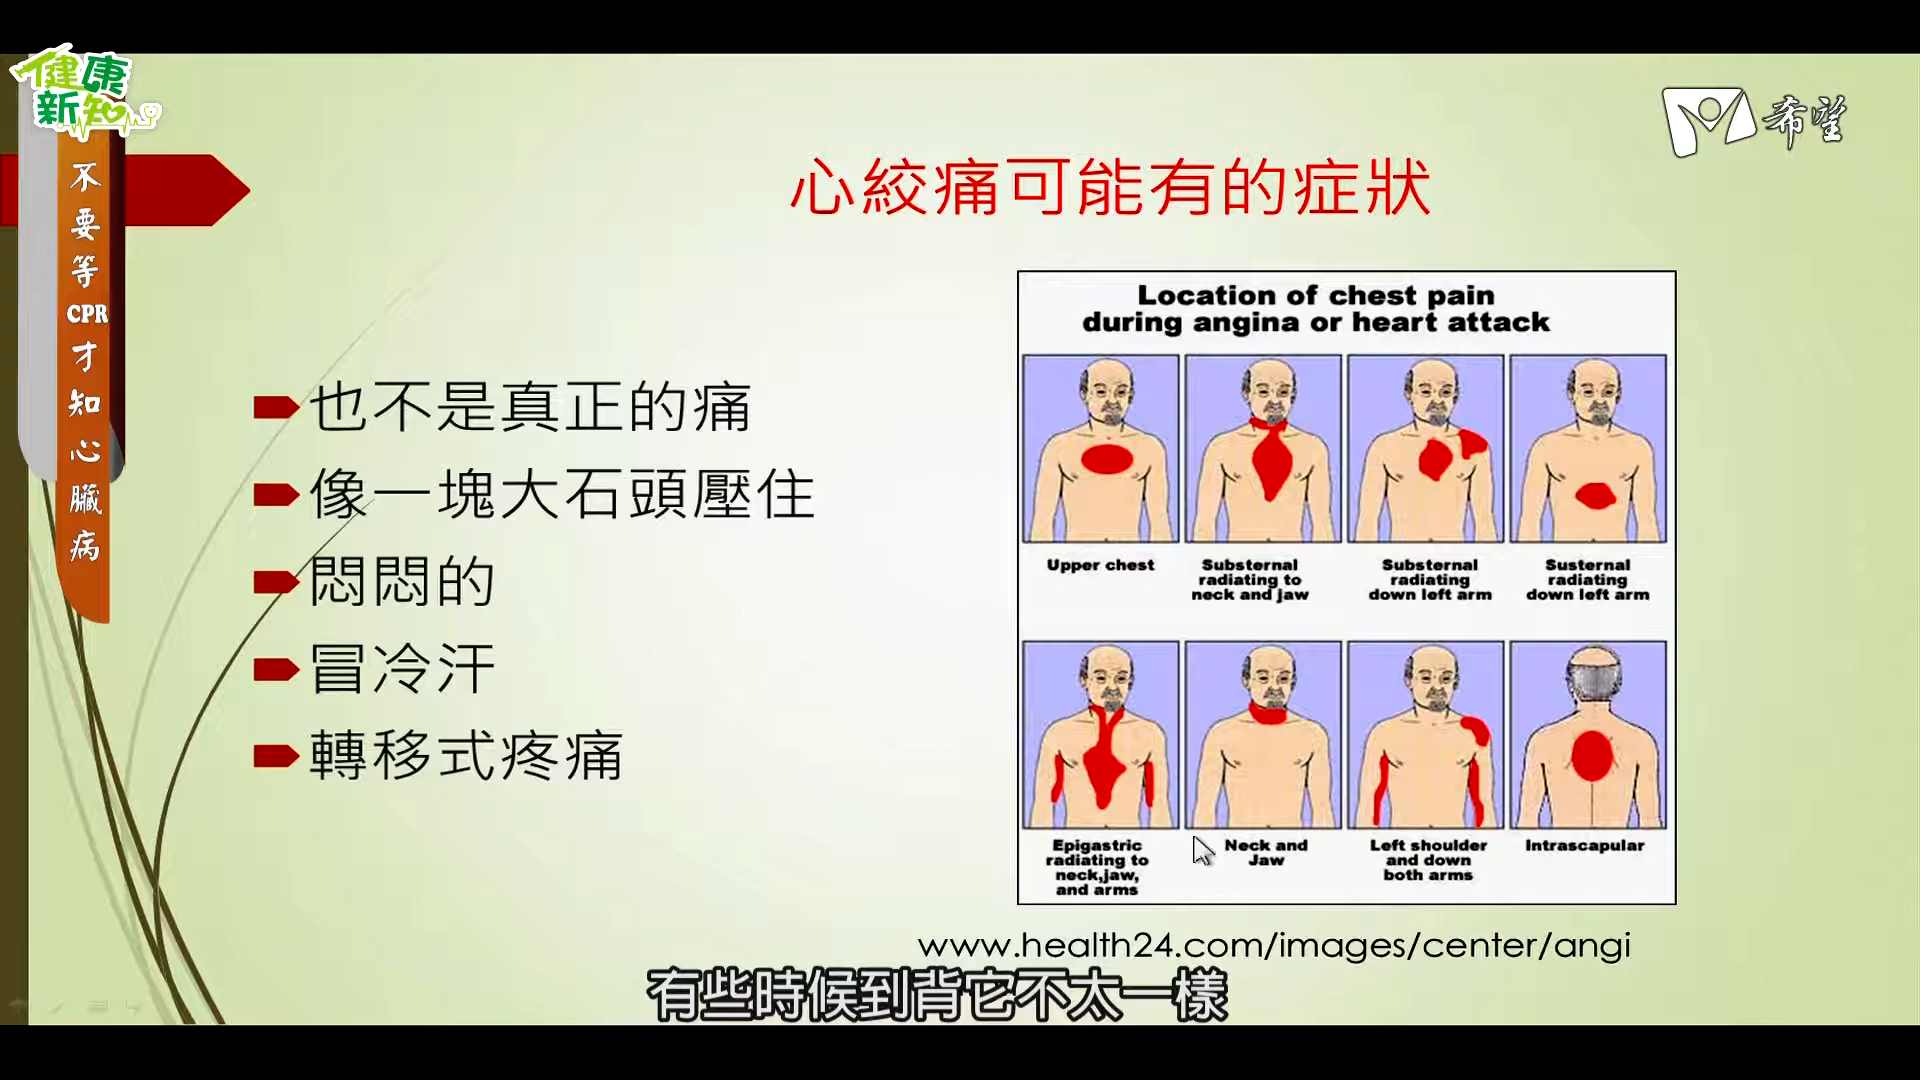 健康
新知
希望
不要等CPR才知心臟病
心絞痛可能有的症狀
也不是真正的痛
像一塊大石頭壓住
悶悶的
冒冷汗
轉移式疼痛
Location of chest pain
during angina or heart attack
Upper chest
Substernal
radiating to
neck and jaw
Substernal
radiating
down left arm
Susternal
radiating
down left arm
Epigastric
radiating to
neck,jaw,
and arms
Neck and
Jaw
Left shoulder
and down
both arms
Intrascapular
www.health24.com/images/center/angi
有些時候到背它不太一樣